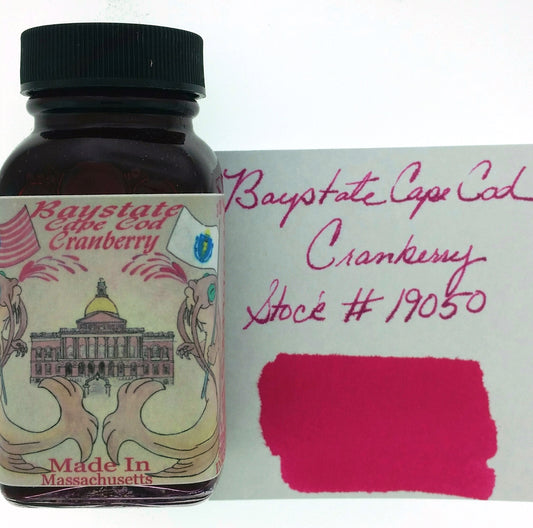 Baystate
Cape Cod
Cranberry
Made In
Massachusetts
Baystate Cape Cod
Cranberry
Stock # 19050